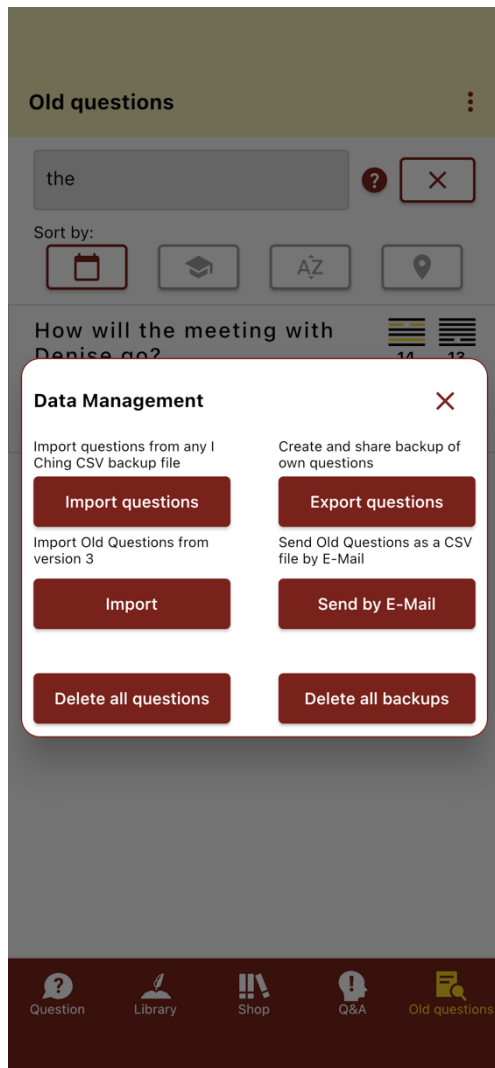 Old questions
the
Sort by:
AZ
How will the meeting with
Denise go?
14 13
Data Management
Import questions from any I
Ching CSV backup file
Import questions
Create and share backup of
own questions
Export questions
Import Old Questions from
version 3
Import
Send Old Questions as a CSV
file by E-Mail
Send by E-Mail
Delete all questions
Delete all backups
Question
Library
Shop
Q&A
Old questions